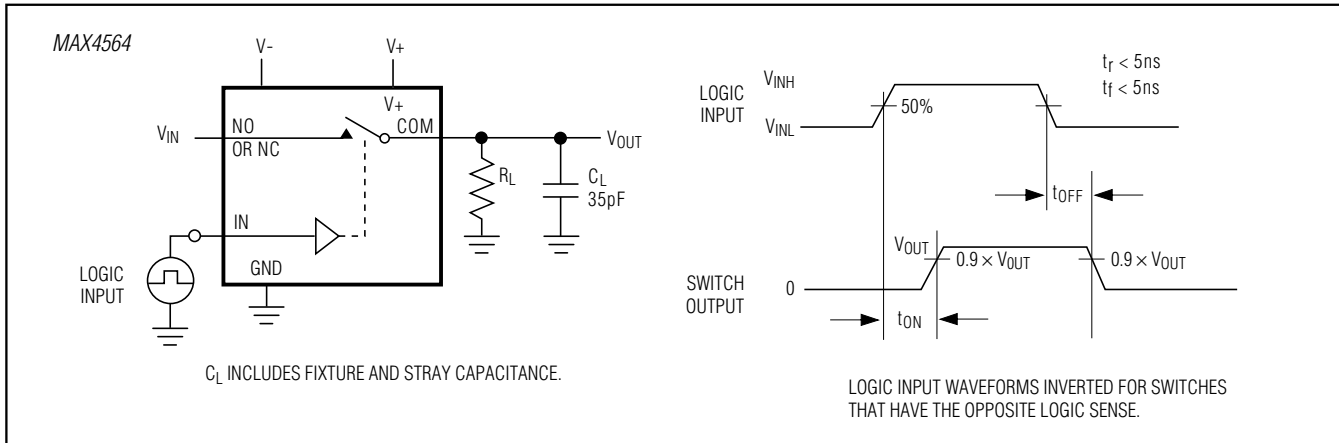 MAX4564
V-
V+
V+
VIN
NO
OR NC
COM
VOUT
RL
CL
35pF
IN
GND
LOGIC
INPUT
CL INCLUDES FIXTURE AND STRAY CAPACITANCE.
tr < 5ns
tf < 5ns
LOGIC
INPUT
VINH
50%
VINL
tOFF
VOUT
0.9 × VOUT
0.9 × VOUT
SWITCH
OUTPUT
0
tON
LOGIC INPUT WAVEFORMS INVERTED FOR SWITCHES
THAT HAVE THE OPPOSITE LOGIC SENSE.